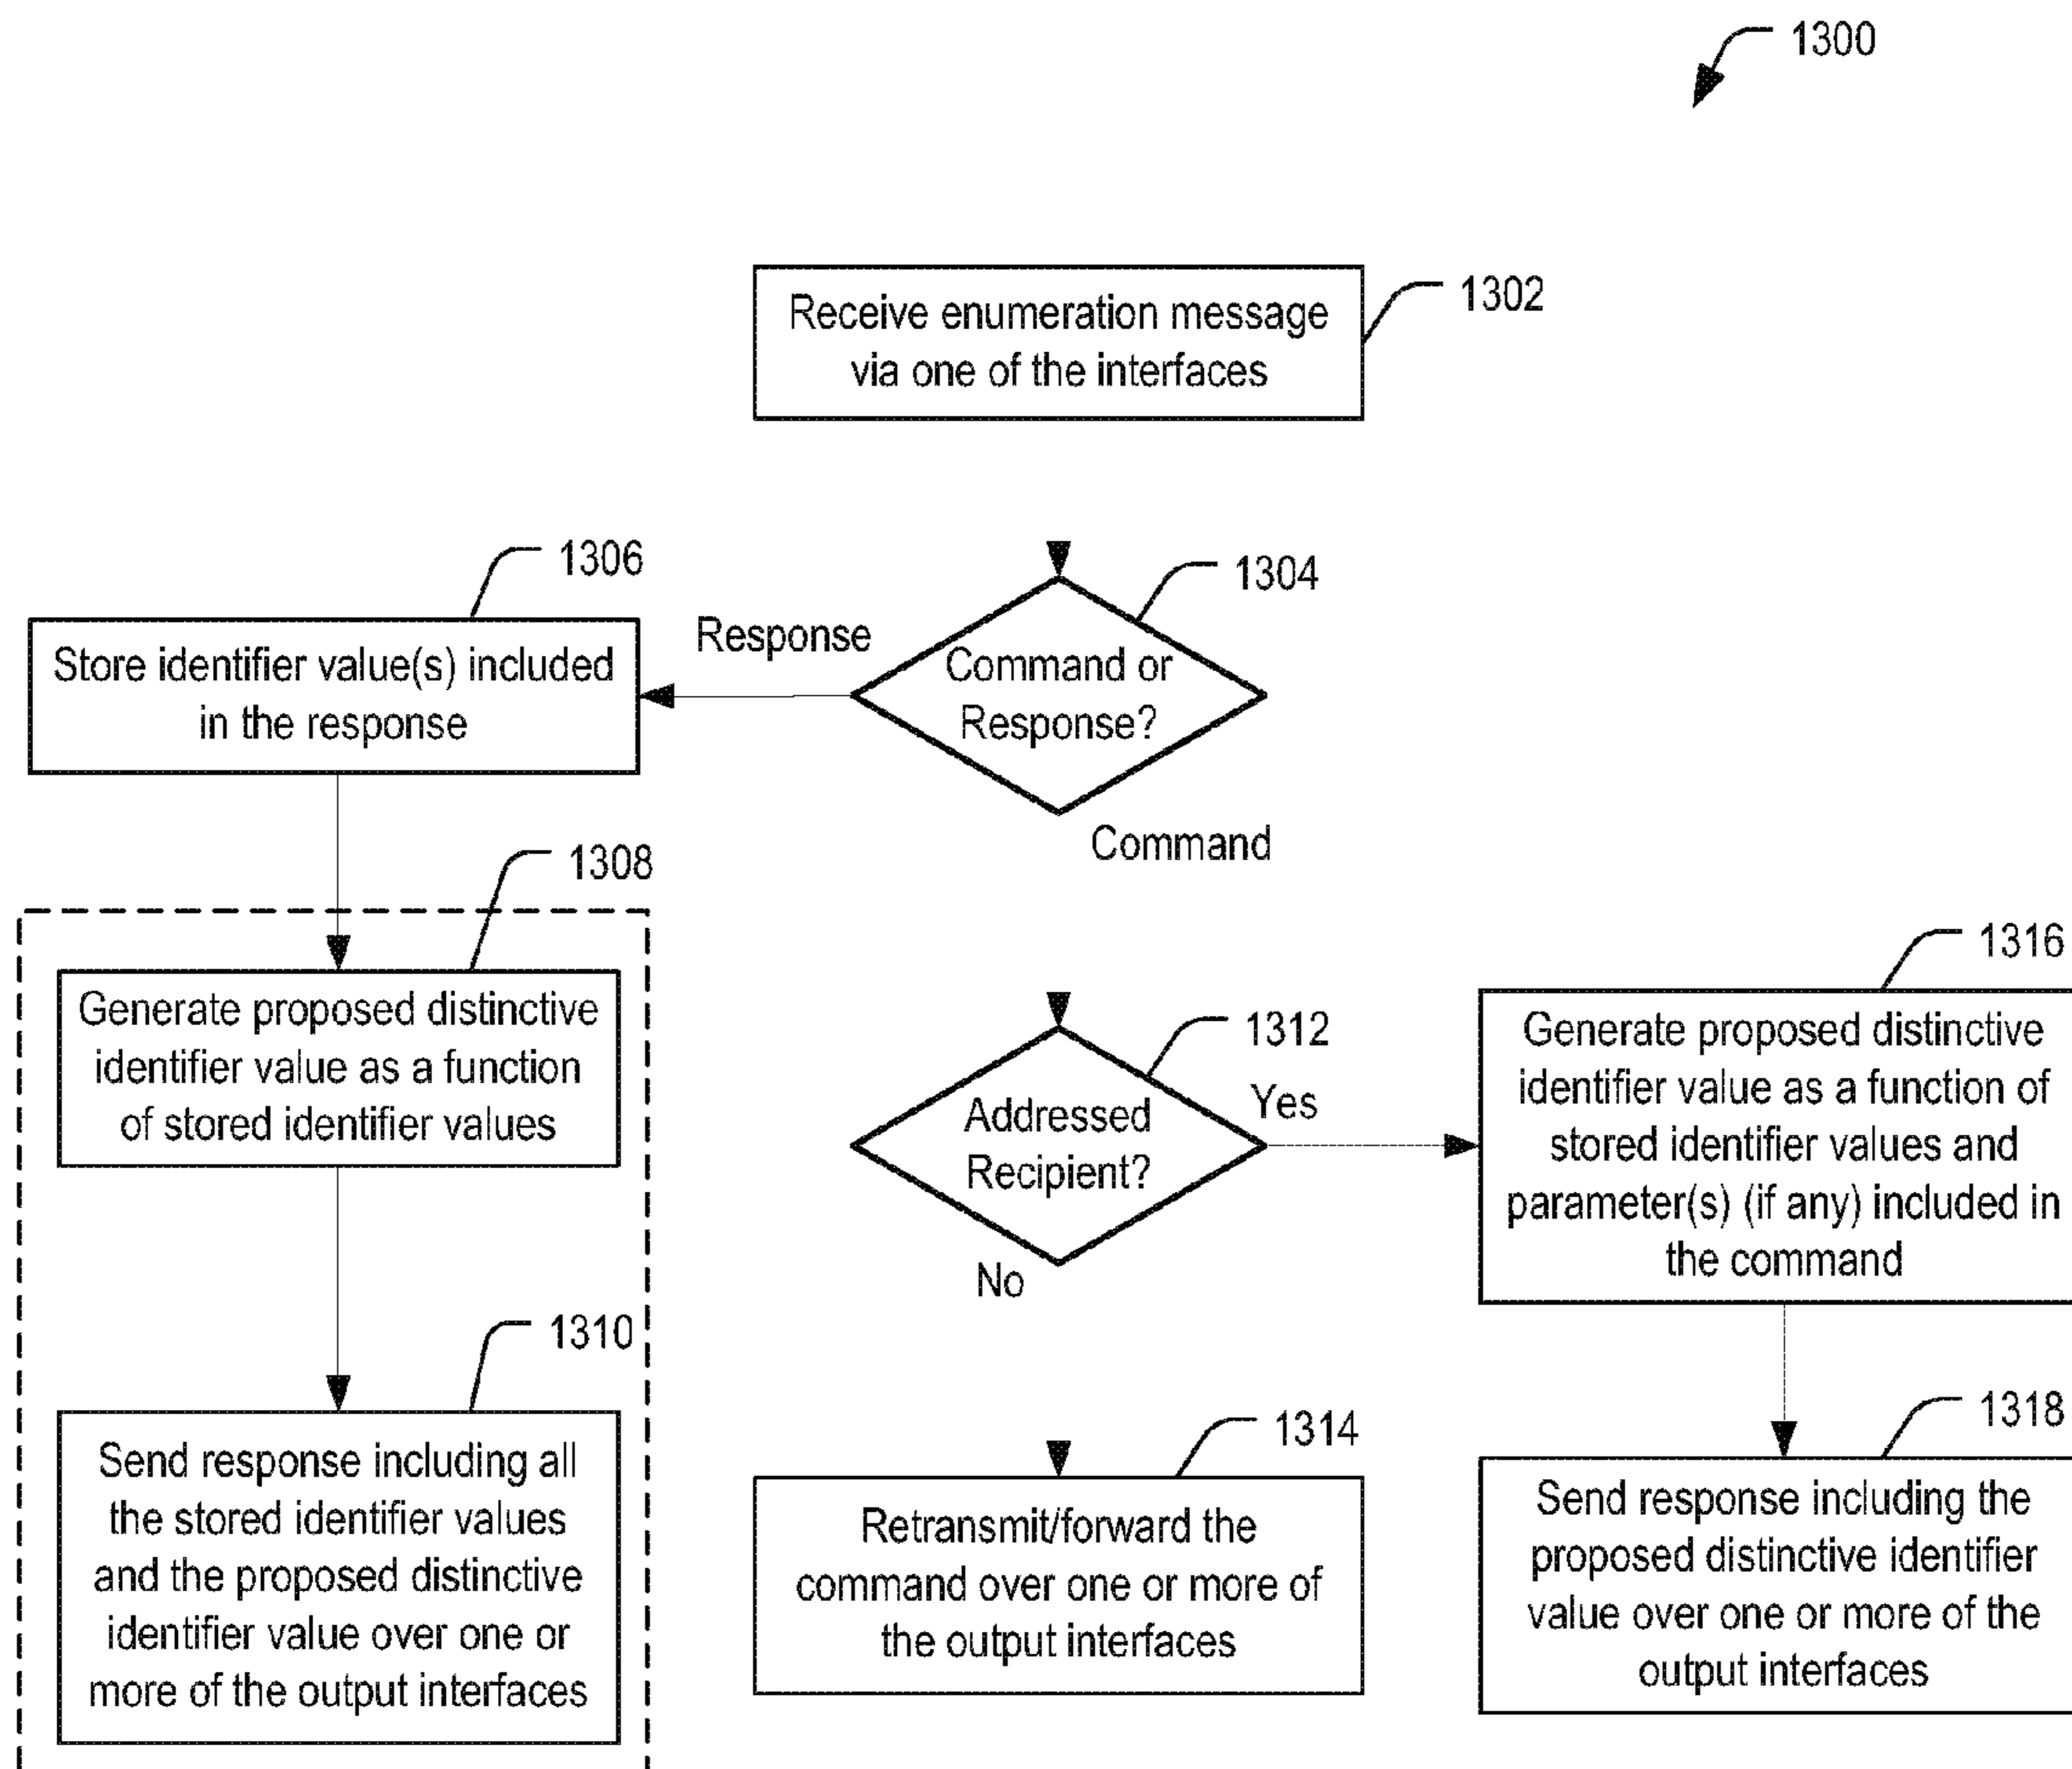 1300
Receive enumeration message
via one of the interfaces
1302
1306
Store identifier value(s) included
in the response
Response
1304
Command or
Response?
Command
1308
Generate proposed distinctive
identifier value as a function
of stored identifier values
1310
Send response including all
the stored identifier values
and the proposed distinctive
identifier value over one or
more of the output interfaces
1312
Addressed
Recipient?
Yes
No
1314
Retransmit/forward the
command over one or more of
the output interfaces
1316
Generate proposed distinctive
identifier value as a function of
stored identifier values and
parameter(s) (if any) included in
the command
1318
Send response including the
proposed distinctive identifier
value over one or more of the
output interfaces